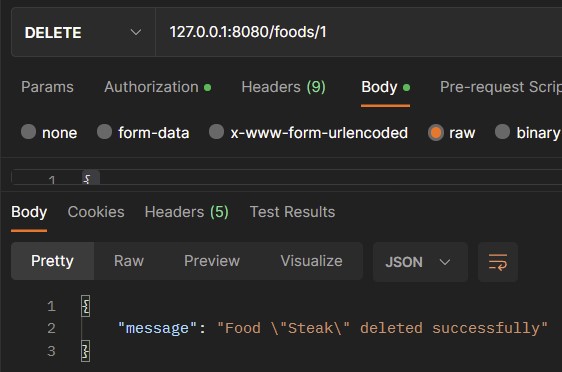 DELETE 127.0.0.1:8080/foods/1
Params Authorization Headers (9) Body Pre-request Scrip
none form-data x-www-form-urlencoded raw binary
1 {
Body Cookies Headers (5) Test Results
Pretty Raw Preview Visualize JSON
1 {
2 "message": "Food \"Steak\" deleted successfully"
3 }